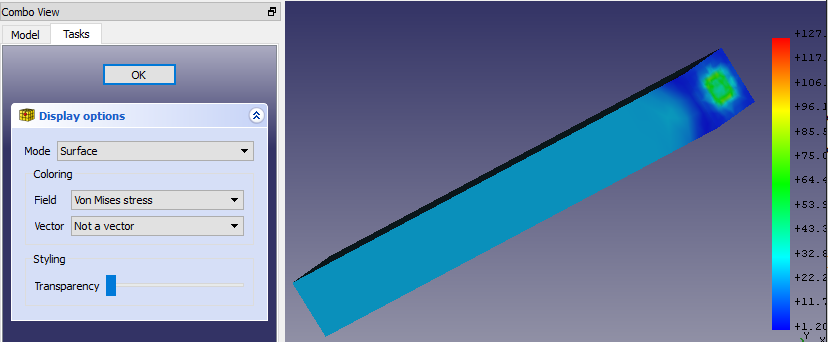 Combo View
Model Tasks
OK
Display options
Mode Surface
Coloring
Field Von Mises stress
Vector Not a vector
Styling
Transparency
+127.
+117.
+106.
+96.1
+85.6
+75.0
+64.4
+53.9
+43.3
+32.8
+22.2
+11.7
+1.20
Y X